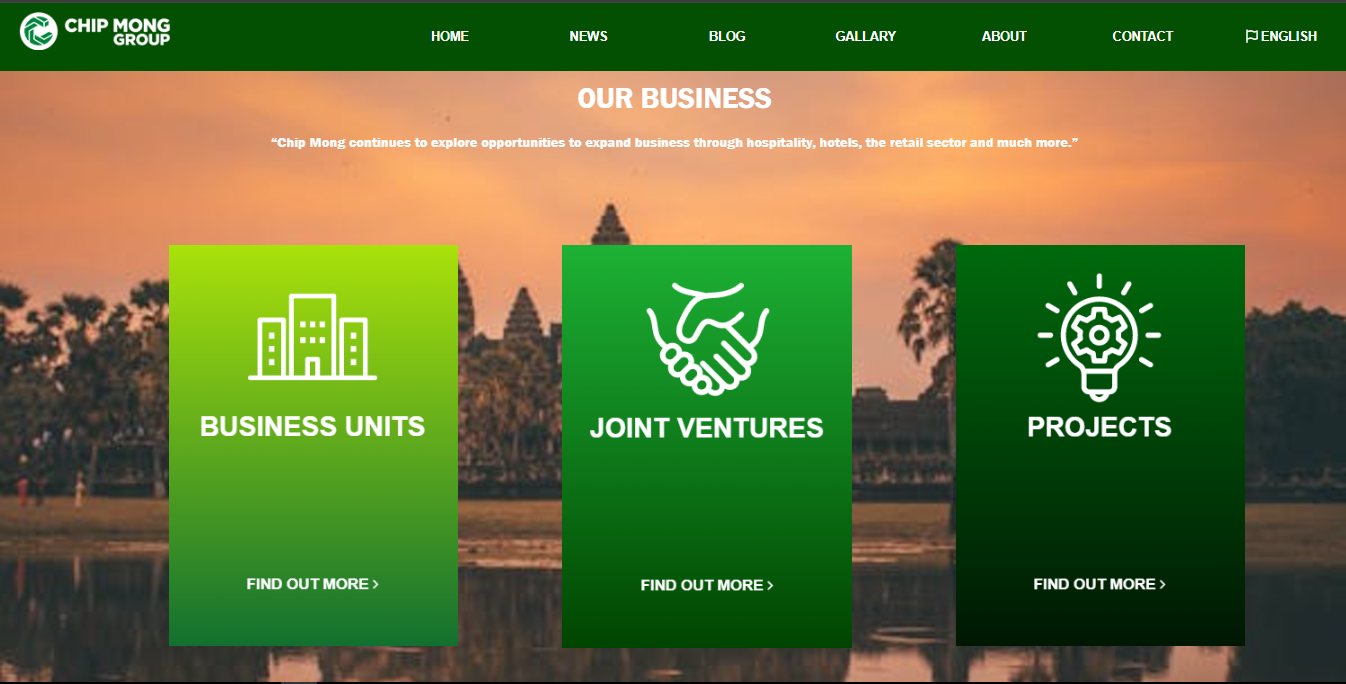 CHIP MONG
GROUP
HOME NEWS BLOG GALLARY ABOUT CONTACT ENGLISH
OUR BUSINESS
“Chip Mong continues to explore opportunities to expand business through hospitality, hotels, the retail sector and much more.”
BUSINESS UNITS
FIND OUT MORE >
JOINT VENTURES
FIND OUT MORE >
PROJECTS
FIND OUT MORE >